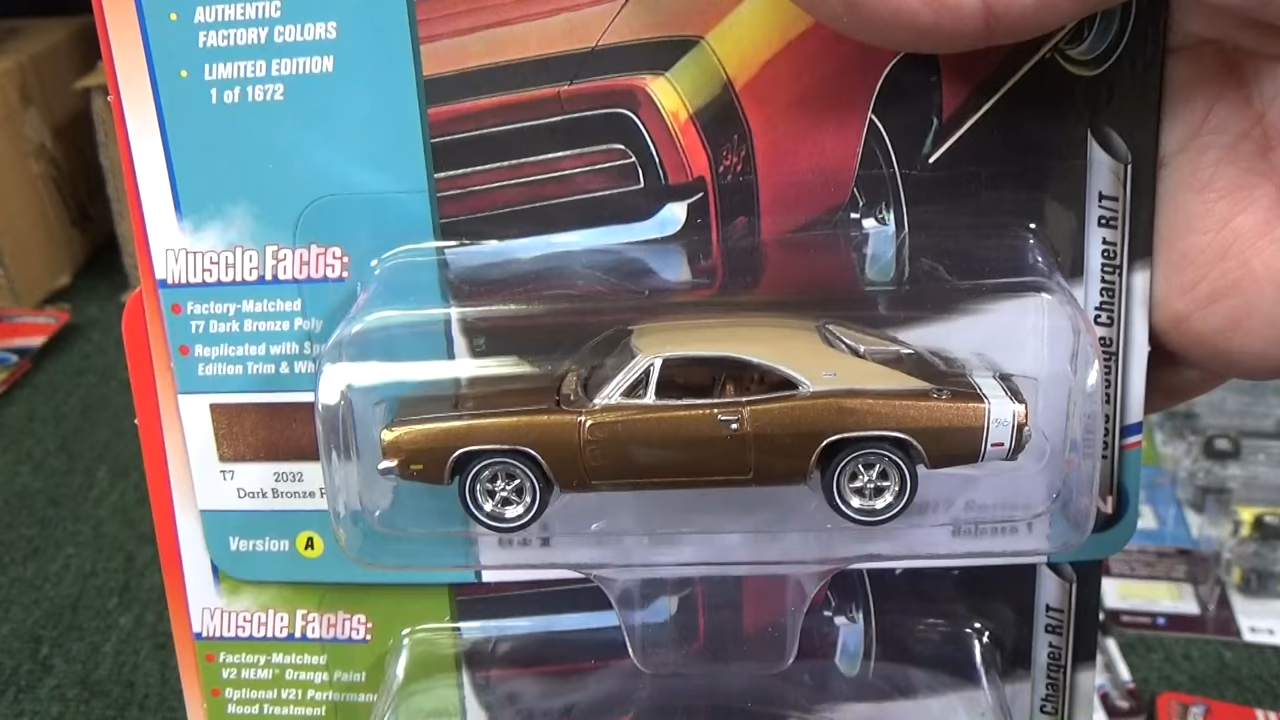 AUTHENTIC
FACTORY COLORS
LIMITED EDITION
1 of 1672
Muscle Facts:
Factory-Matched
T7 Dark Bronze Poly
Replicated with
Edition Trim &
T7 2032
Dark Bronze
Version A
R/T
Dodge Charger R/T
Release 1
Muscle Facts:
Factory-Matched
V2 HEMI® Orange Paint
Optional V21
Hood Treatment
Charger R/T